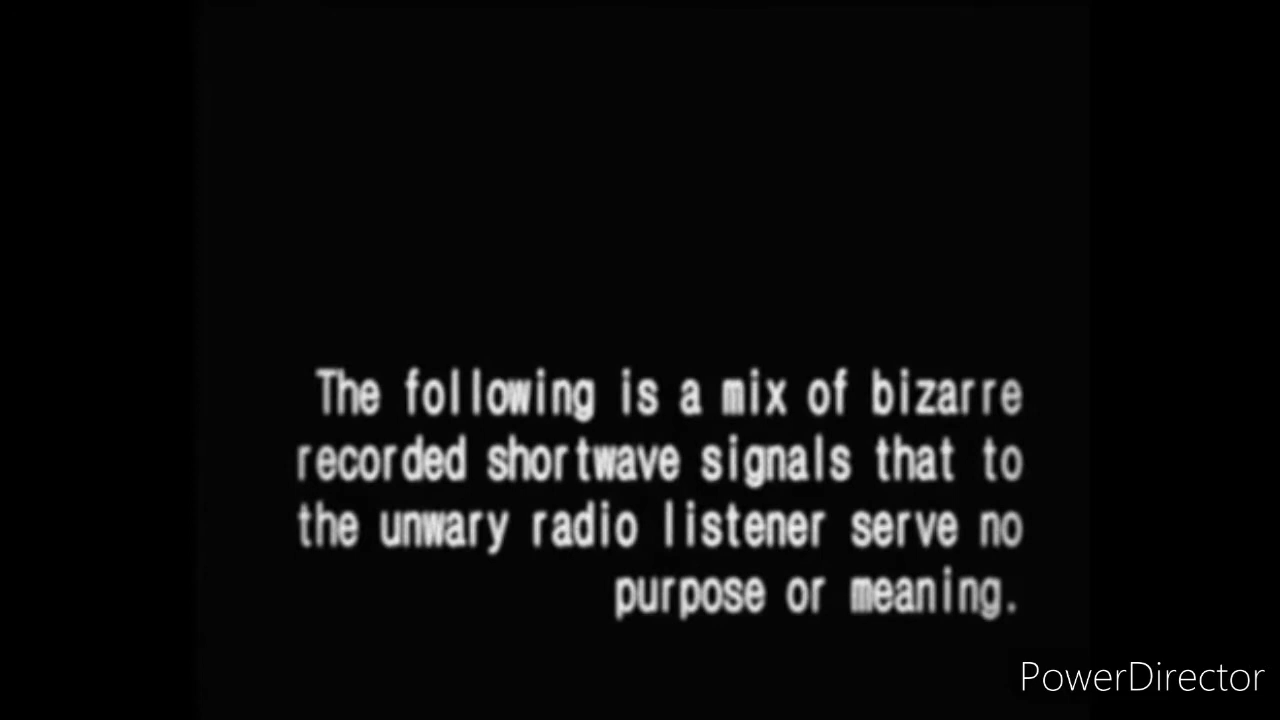 The following is a mix of bizarre
recorded shortwave signals that to
the unwary radio listener serve no
purpose or meaning.
PowerDirector